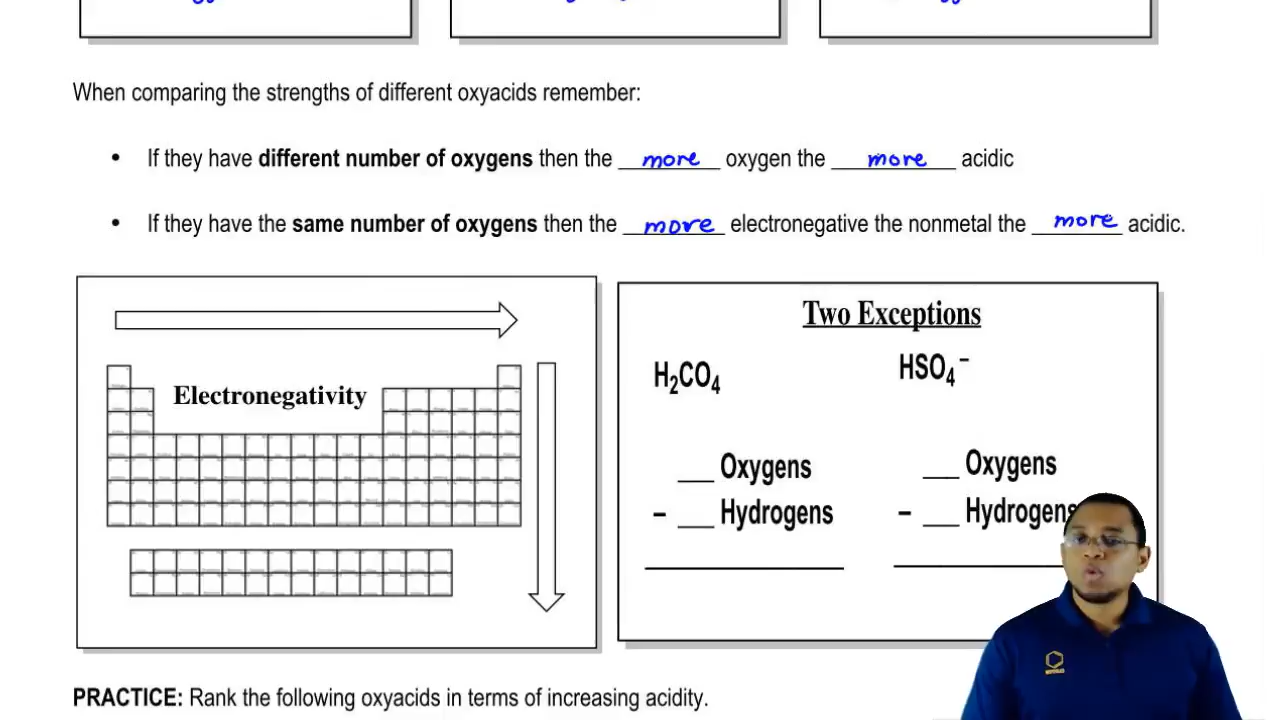 When comparing the strengths of different oxyacids remember:
• If they have different number of oxygens then the more oxygen the more acidic
• If they have the same number of oxygens then the more electronegative the nonmetal the more acidic.
Electronegativity
Two Exceptions
H₂CO₄ HSO₄⁻
___ Oxygens ___ Oxygens
– ___ Hydrogens – ___ Hydrogens
PRACTICE: Rank the following oxyacids in terms of increasing acidity.